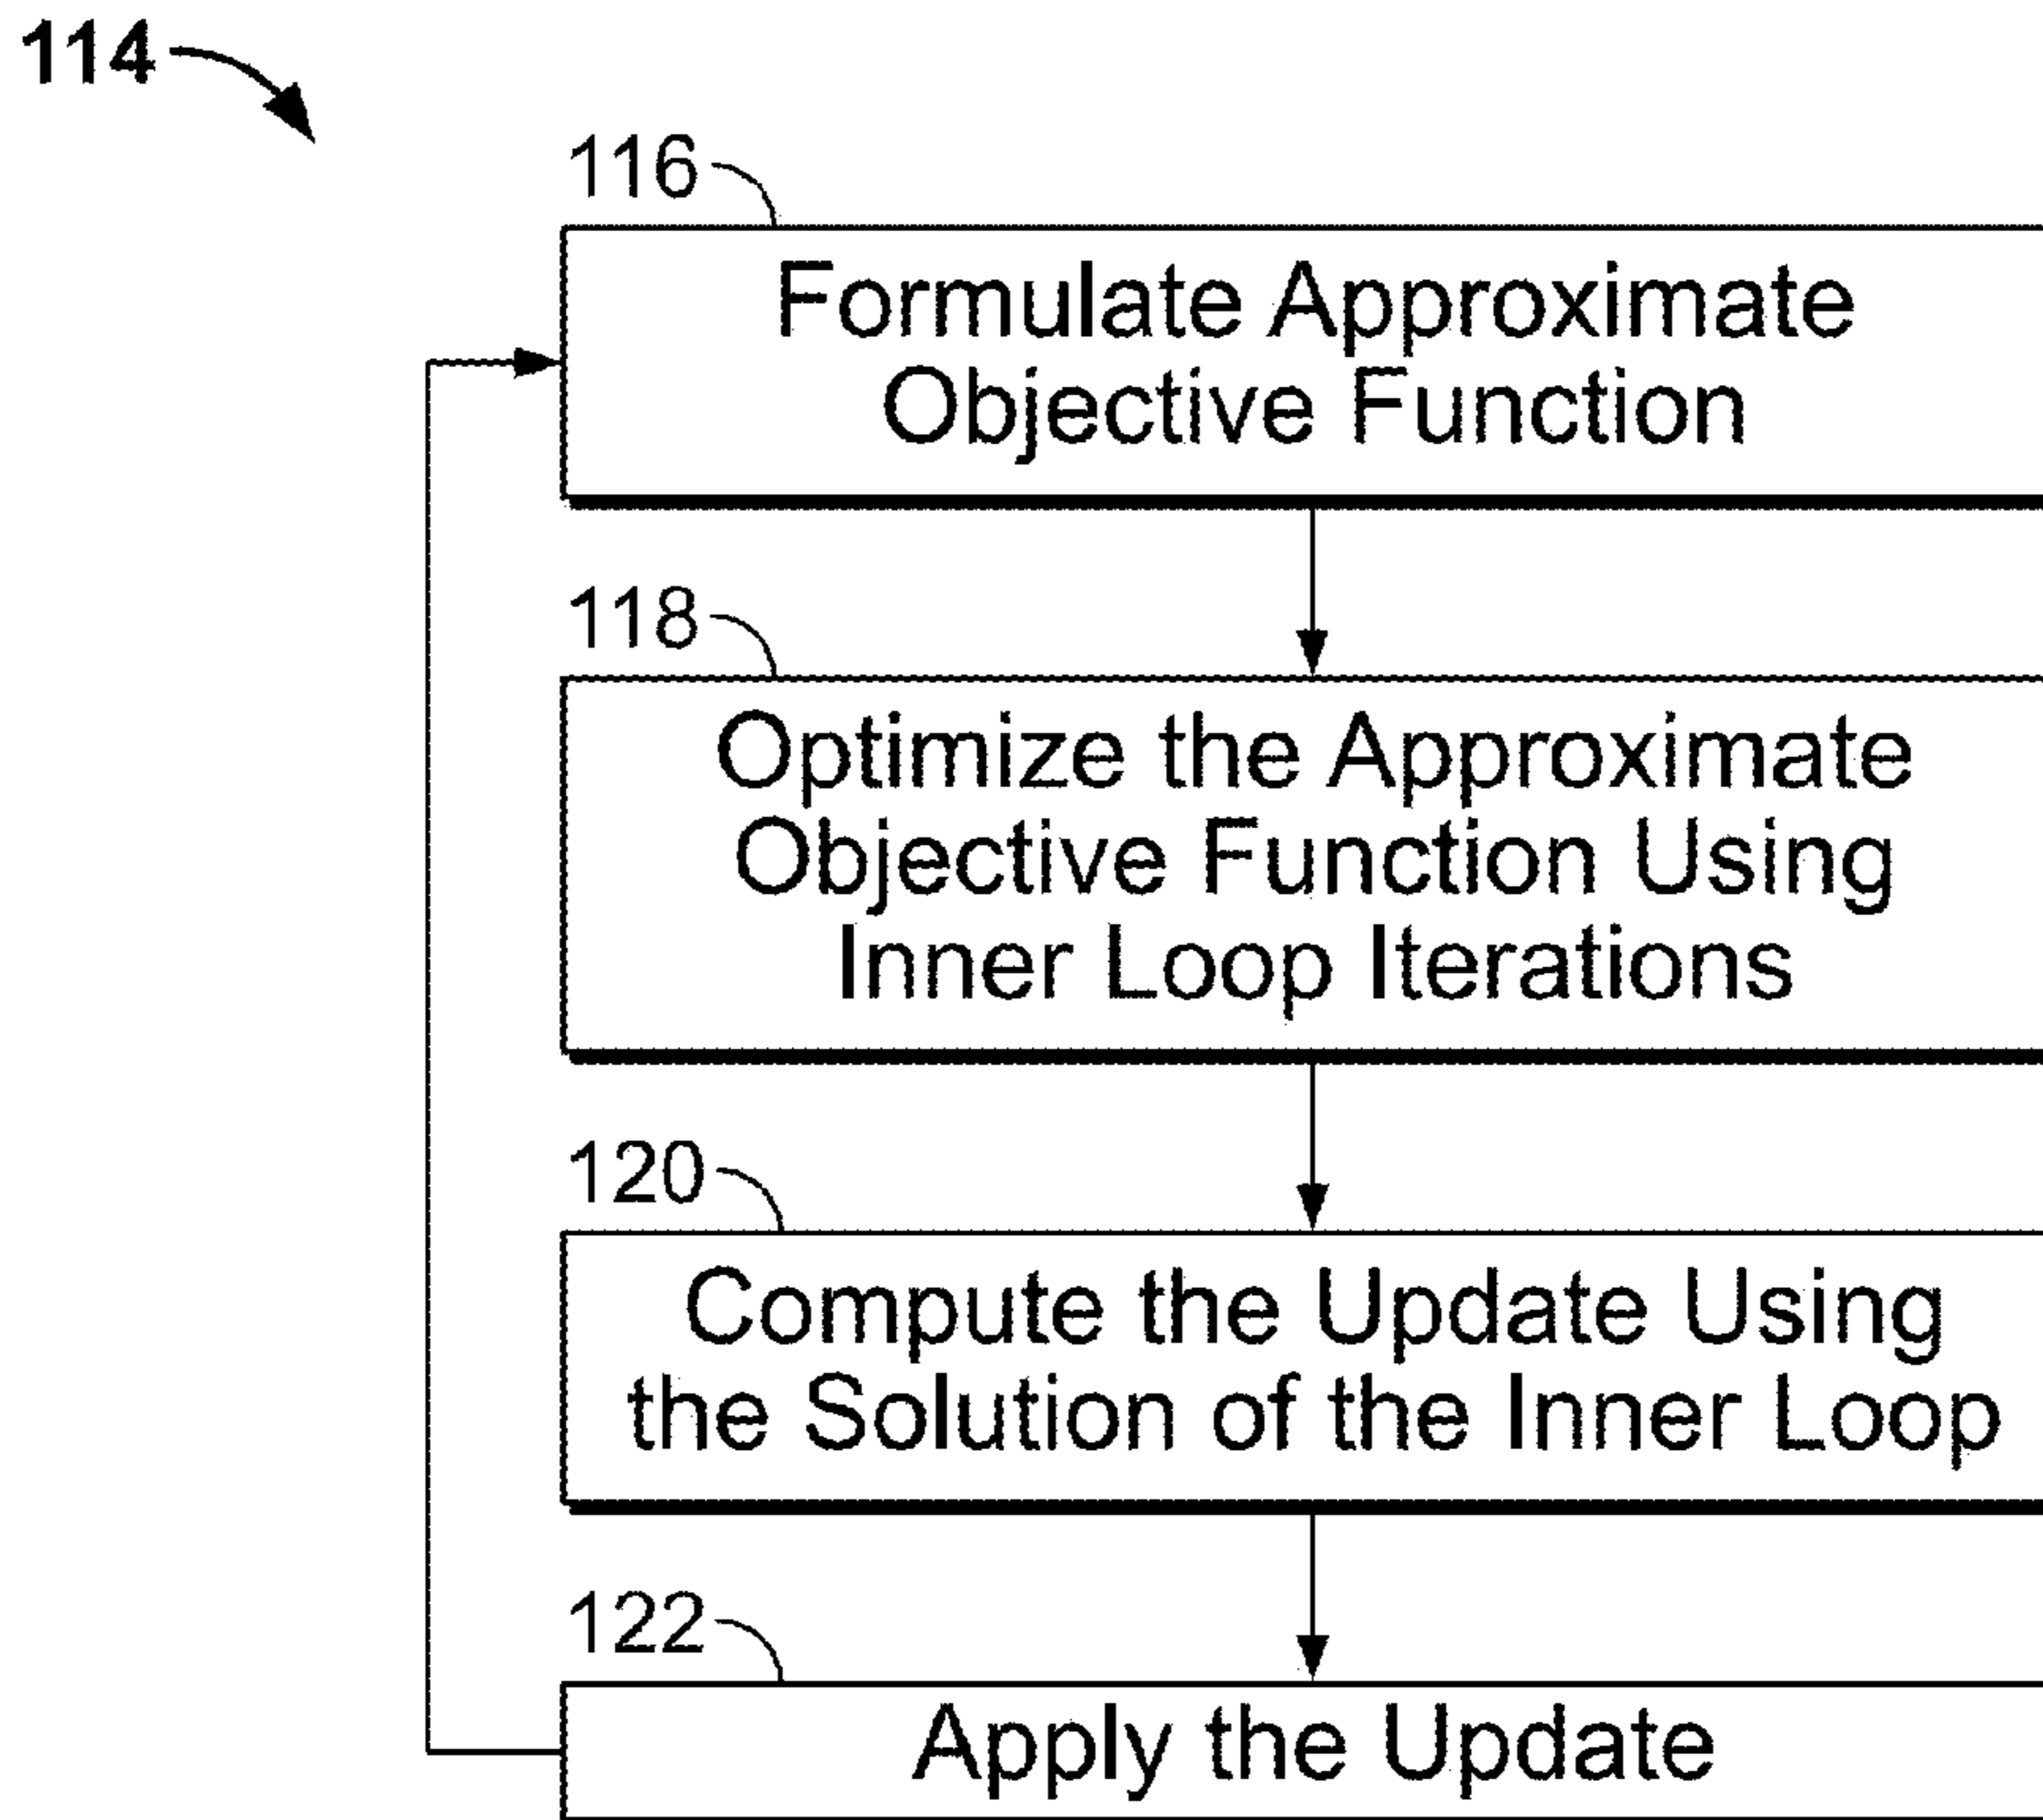 114
116
Formulate Approximate
Objective Function
118
Optimize the Approximate
Objective Function Using
Inner Loop Iterations
120
Compute the Update Using
the Solution of the Inner Loop
122
Apply the Update